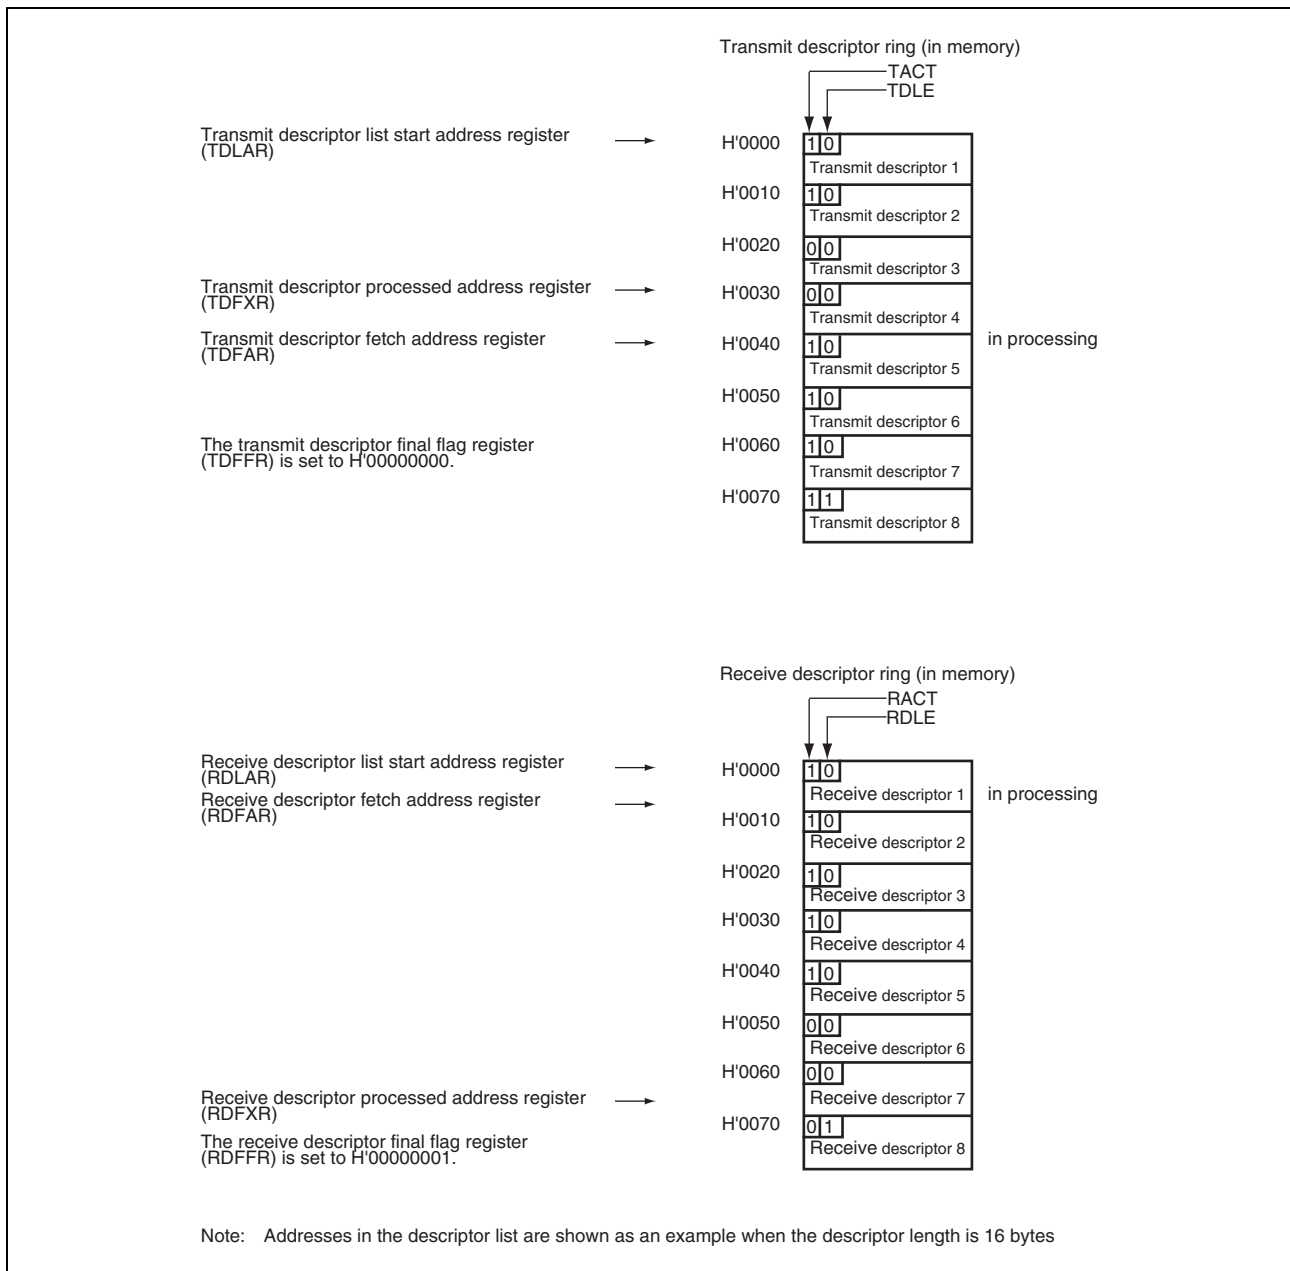 Transmit descriptor ring (in memory)
TACT
TDLE
Transmit descriptor list start address register
(TDLAR)
H'0000
1 0
Transmit descriptor 1
H'0010
1 0
Transmit descriptor 2
H'0020
0 0
Transmit descriptor 3
Transmit descriptor processed address register
(TDFXR)
H'0030
0 0
Transmit descriptor 4
Transmit descriptor fetch address register
(TDFAR)
H'0040
1 0
in processing
Transmit descriptor 5
H'0050
1 0
Transmit descriptor 6
The transmit descriptor final flag register
(TDFFR) is set to H'00000000.
H'0060
1 0
Transmit descriptor 7
H'0070
1 1
Transmit descriptor 8
Receive descriptor ring (in memory)
RACT
RDLE
Receive descriptor list start address register
(RDLAR)
H'0000
1 0
Receive descriptor 1
in processing
Receive descriptor fetch address register
(RDFAR)
H'0010
1 0
Receive descriptor 2
H'0020
1 0
Receive descriptor 3
H'0030
1 0
Receive descriptor 4
H'0040
1 0
Receive descriptor 5
H'0050
0 0
Receive descriptor 6
H'0060
0 0
Receive descriptor 7
Receive descriptor processed address register
(RDFXR)
H'0070
0 1
Receive descriptor 8
The receive descriptor final flag register
(RDFFR) is set to H'00000001.
Note: Addresses in the descriptor list are shown as an example when the descriptor length is 16 bytes